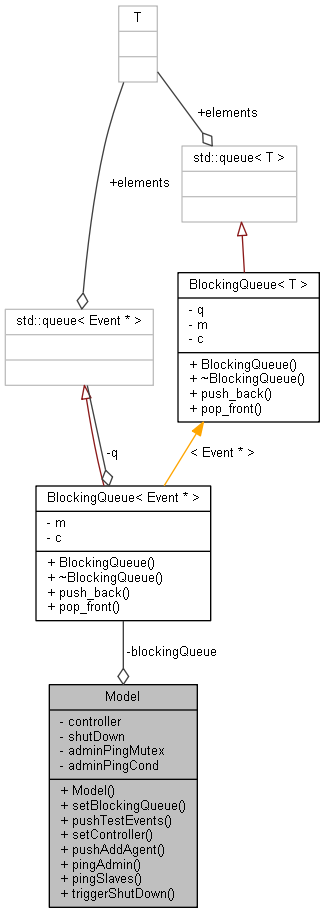 T
+elements
std::queue< T >
+elements
BlockingQueue< T >
- q
- m
- c
+ BlockingQueue()
+ ~BlockingQueue()
+ push_back()
+ pop_front()
std::queue< Event * >
-q
< Event * >
BlockingQueue< Event * >
- m
- c
+ BlockingQueue()
+ ~BlockingQueue()
+ push_back()
+ pop_front()
-blockingQueue
Model
- controller
- shutDown
- adminPingMutex
- adminPingCond
+ Model()
+ setBlockingQueue()
+ pushTestEvents()
+ setController()
+ pushAddAgent()
+ pingAdmin()
+ pingSlaves()
+ triggerShutDown()